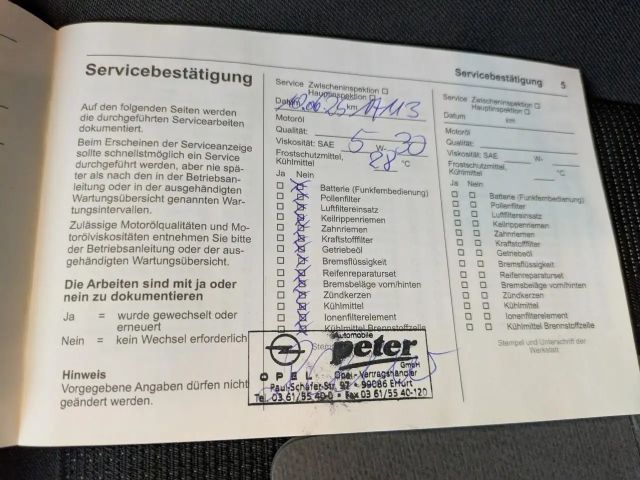 Servicebestätigung
Auf den folgenden Seiten werden
die durchgeführten Servicearbeiten
dokumentiert.
Beim Erscheinen der Serviceanzeige
sollte schnellstmöglich ein Service
durchgeführt werden, aber nie spä-
ter als nach den in der Betriebsan-
leitung oder in der ausgehändigten
Wartungsübersicht genannten War-
tungsintervallen.
Zulässige Motorölqualitäten und Mo-
torölviskositäten entnehmen Sie bitte
der Betriebsanleitung oder der aus-
gehändigten Wartungsübersicht.
Die Arbeiten sind mit ja oder
nein zu dokumentieren
Ja = wurde gewechselt oder
erneuert
Nein = kein Wechsel erforderlich
Hinweis
Vorgegebene Angaben dürfen nicht
geändert werden.
Service Zwischeninspektion
Hauptinspektion
Datum km
Motoröl
Qualität:
Viskosität: SAE 5 W- 30
Frostschutzmittel, 28 °C
Kühlmittel
Ja Nein
Batterie (Funkfernbedienung)
Pollenfilter
Luftfiltereinsatz
Keilrippenriemen
Zahnriemen
Kraftstofffilter
Getriebeöl
Bremsflüssigkeit
Reifenreparaturset
Bremsbeläge vorn/hinten
Zündkerzen
Kühlmittel
Ionenfilterelement
Kühlmittel Brennstoffzelle
Automobile
peter
GmbH
OPEL Opel-Vertragshändler
Paul-Schäfer-Str. 97 • 99086 Erfurt
Tel. 03 61/55 40-0 • Fax 03 61/55 40-120
Servicebestätigung 5
Service Zwischeninspektion
Hauptinspektion
Datum km
Motoröl
Qualität:
Viskosität: SAE W-
Frostschutzmittel, °C
Kühlmittel
Ja Nein
Batterie (Funkfernbedienung)
Pollenfilter
Luftfiltereinsatz
Keilrippenriemen
Zahnriemen
Kraftstofffilter
Getriebeöl
Bremsflüssigkeit
Reifenreparaturset
Bremsbeläge vorn/hinten
Zündkerzen
Kühlmittel
Ionenfilterelement
Kühlmittel Brennstoffzelle
Stempel und Unterschrift der
Werkstatt